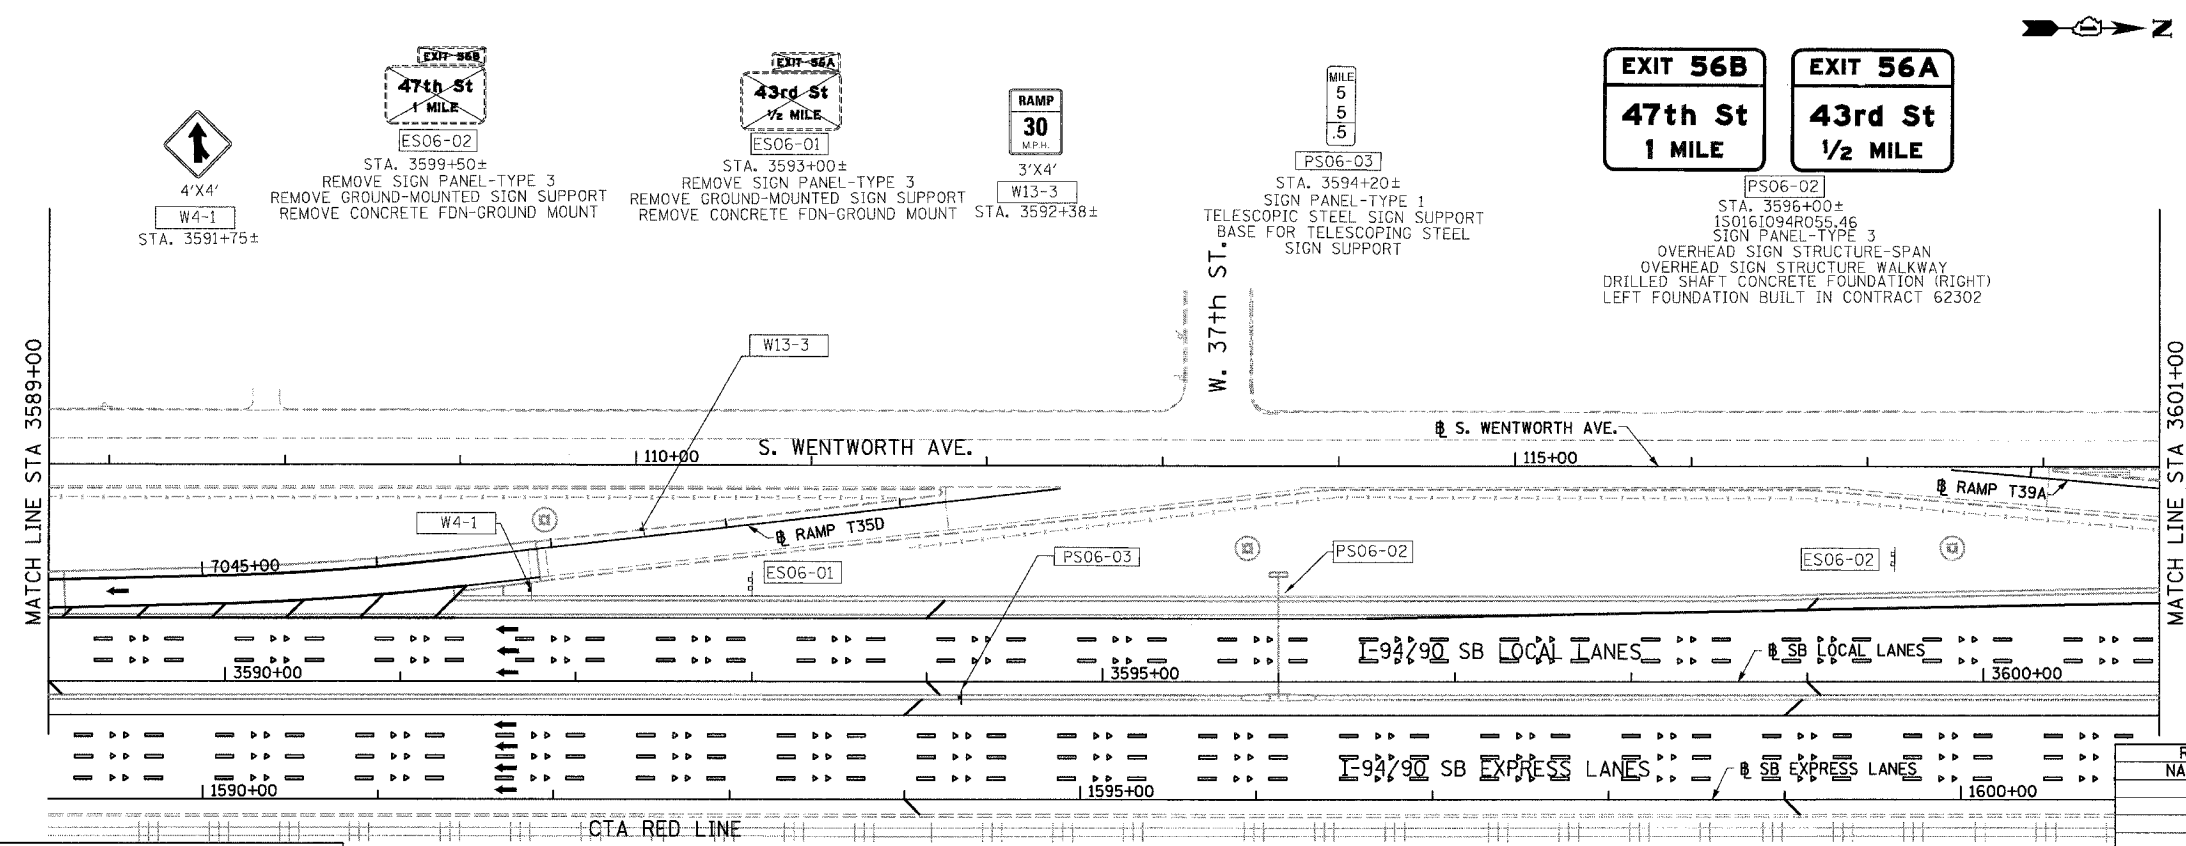 N
4'X4'
W4-1
STA. 3591+75±
EXIT 56B
47th St
1 MILE
ES06-02
STA. 3599+50±
REMOVE SIGN PANEL-TYPE 3
REMOVE GROUND-MOUNTED SIGN SUPPORT
REMOVE CONCRETE FDN-GROUND MOUNT
EXIT 56A
43rd St
1/2 MILE
ES06-01
STA. 3593+00±
REMOVE SIGN PANEL-TYPE 3
REMOVE GROUND-MOUNTED SIGN SUPPORT
REMOVE CONCRETE FDN-GROUND MOUNT
RAMP
30
M.P.H.
3'X4'
W13-3
STA. 3592+38±
MILE
5
5
.5
PS06-03
STA. 3594+20±
SIGN PANEL-TYPE 1
TELESCOPIC STEEL SIGN SUPPORT
BASE FOR TELESCOPING STEEL
SIGN SUPPORT
EXIT 56B
47th St
1 MILE
EXIT 56A
43rd St
1/2 MILE
PS06-02
STA. 3596+00±
1S016I094R055.46
SIGN PANEL-TYPE 3
OVERHEAD SIGN STRUCTURE-SPAN
OVERHEAD SIGN STRUCTURE WALKWAY
DRILLED SHAFT CONCRETE FOUNDATION (RIGHT)
LEFT FOUNDATION BUILT IN CONTRACT 62302
MATCH LINE STA 3589+00
W13-3
W. 37th ST.
S. WENTWORTH AVE.
℄ S. WENTWORTH AVE.
110+00
115+00
W4-1
℄ RAMP T35D
℄ RAMP T39A
7045+00
ES06-01
PS06-03
PS06-02
ES06-02
I-94/90 SB LOCAL LANES
℄ SB LOCAL LANES
3590+00
3595+00
3600+00
I-94/90 SB EXPRESS LANES
℄ SB EXPRESS LANES
1590+00
1595+00
1600+00
CTA RED LINE
MATCH LINE STA 3601+00
R
NA